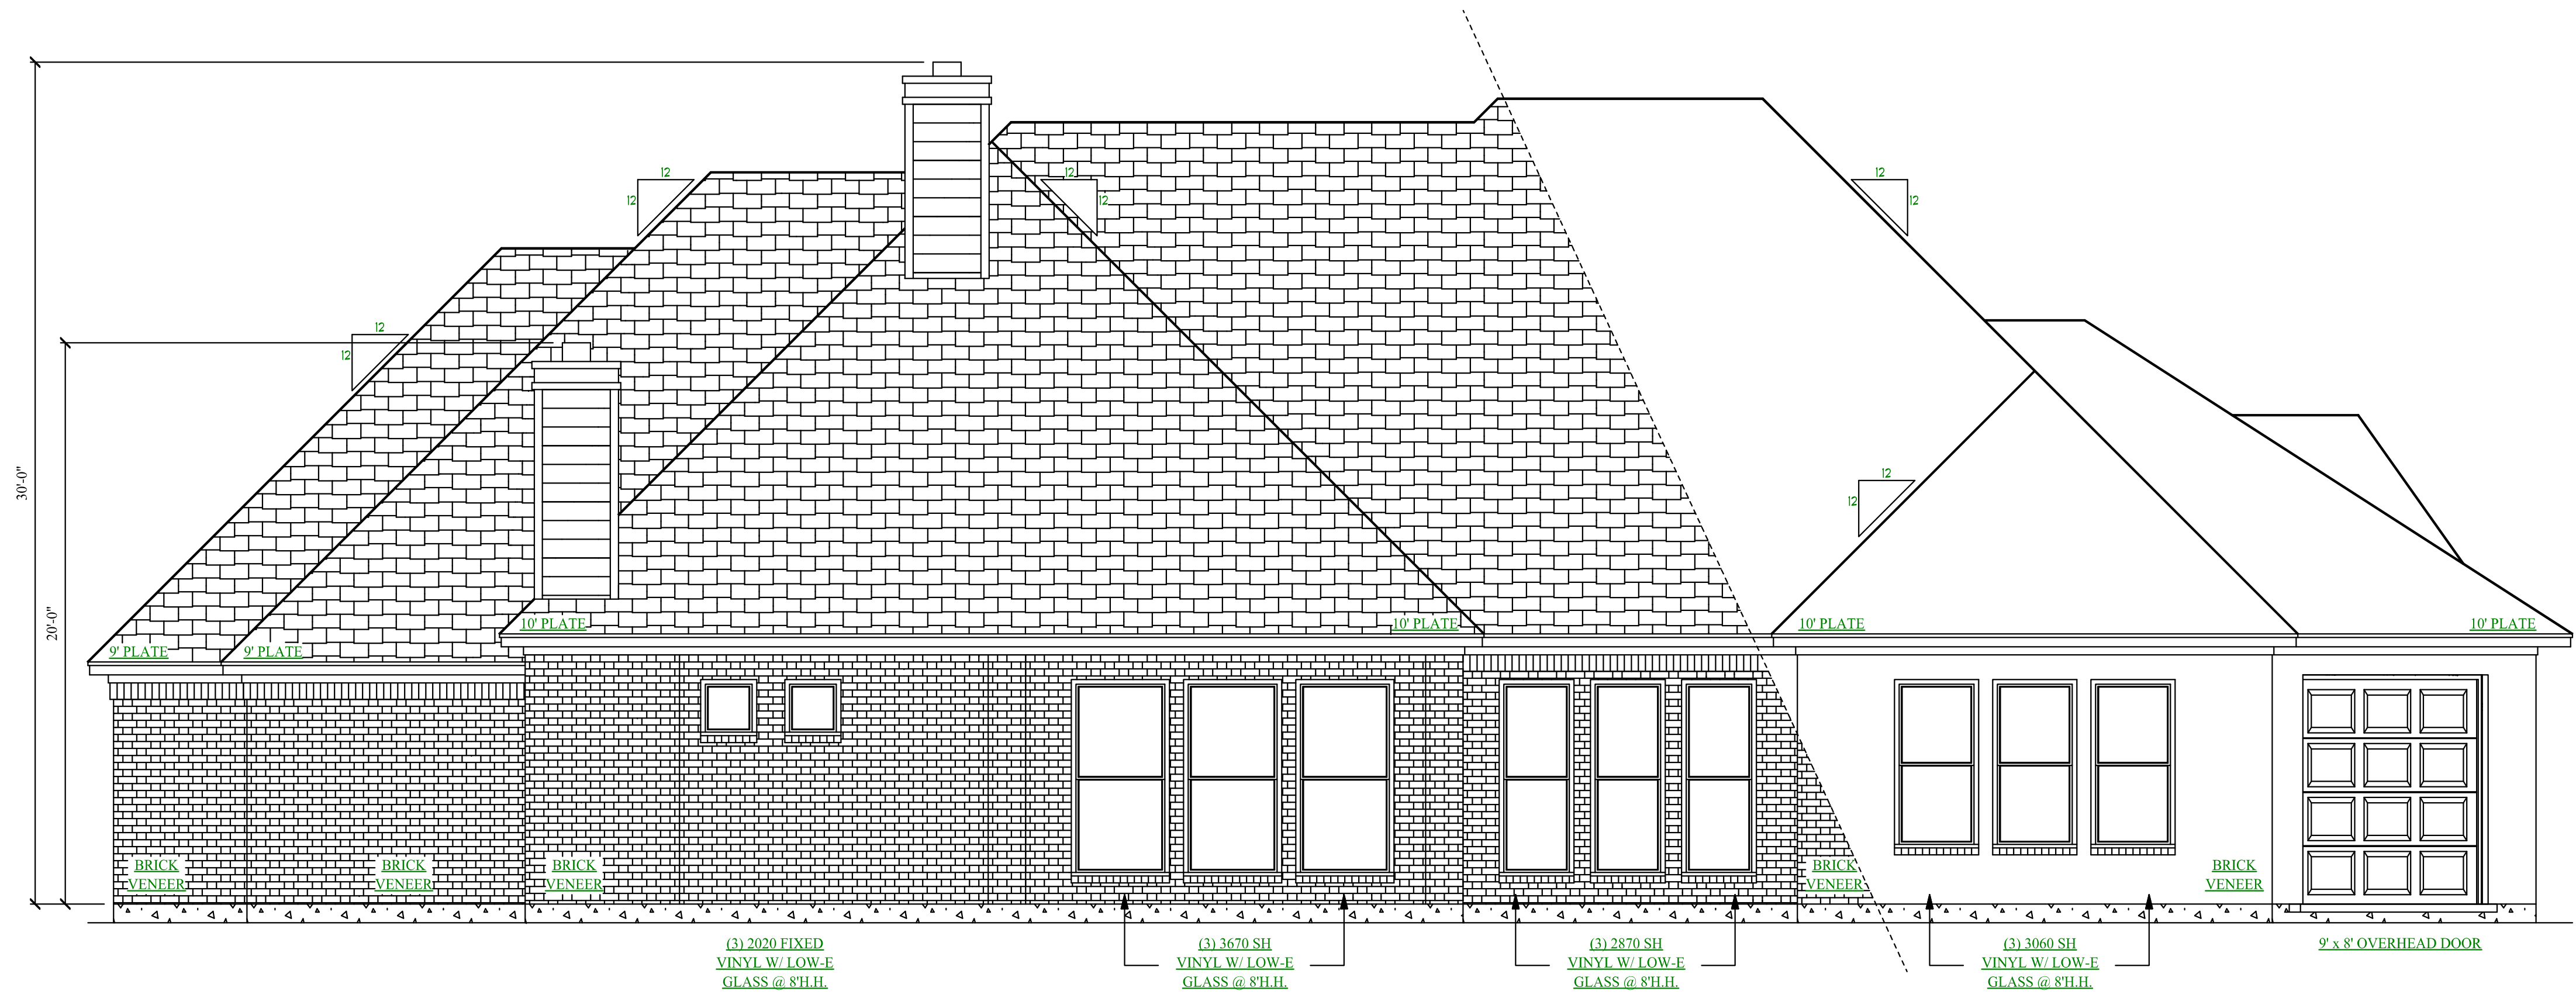 12
12
12
12
12
12
12
12
12
12
30'-0"
20'-0"
9' PLATE
9' PLATE
10' PLATE
10' PLATE
10' PLATE
10' PLATE
BRICK
VENEER
BRICK
VENEER
BRICK
VENEER
BRICK
VENEER
BRICK
VENEER
(3) 2020 FIXED
VINYL W/ LOW-E
GLASS @ 8'H.H.
(3) 3670 SH
VINYL W/ LOW-E
GLASS @ 8'H.H.
(3) 2870 SH
VINYL W/ LOW-E
GLASS @ 8'H.H.
(3) 3060 SH
VINYL W/ LOW-E
GLASS @ 8'H.H.
9' x 8' OVERHEAD DOOR